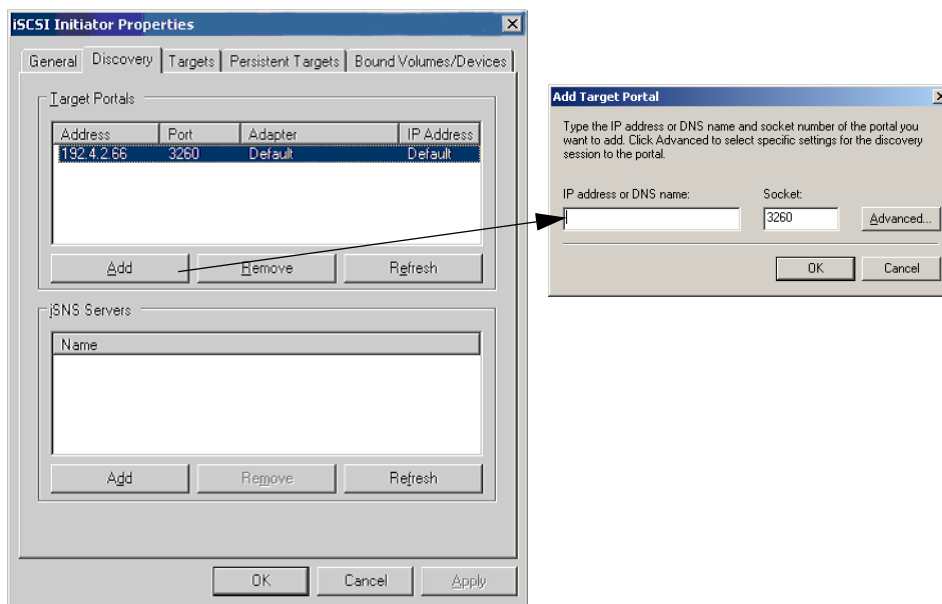 iSCSI Initiator Properties
General Discovery Targets Persistent Targets Bound Volumes/Devices
Target Portals
Address Port Adapter IP Address
192.4.2.66 3260 Default Default
Add Remove Refresh
iSNS Servers
Name
Add Remove Refresh
OK Cancel Apply
Add Target Portal
Type the IP address or DNS name and socket number of the portal you
want to add. Click Advanced to select specific settings for the discovery
session to the portal.
IP address or DNS name: Socket:
3260 Advanced...
OK Cancel